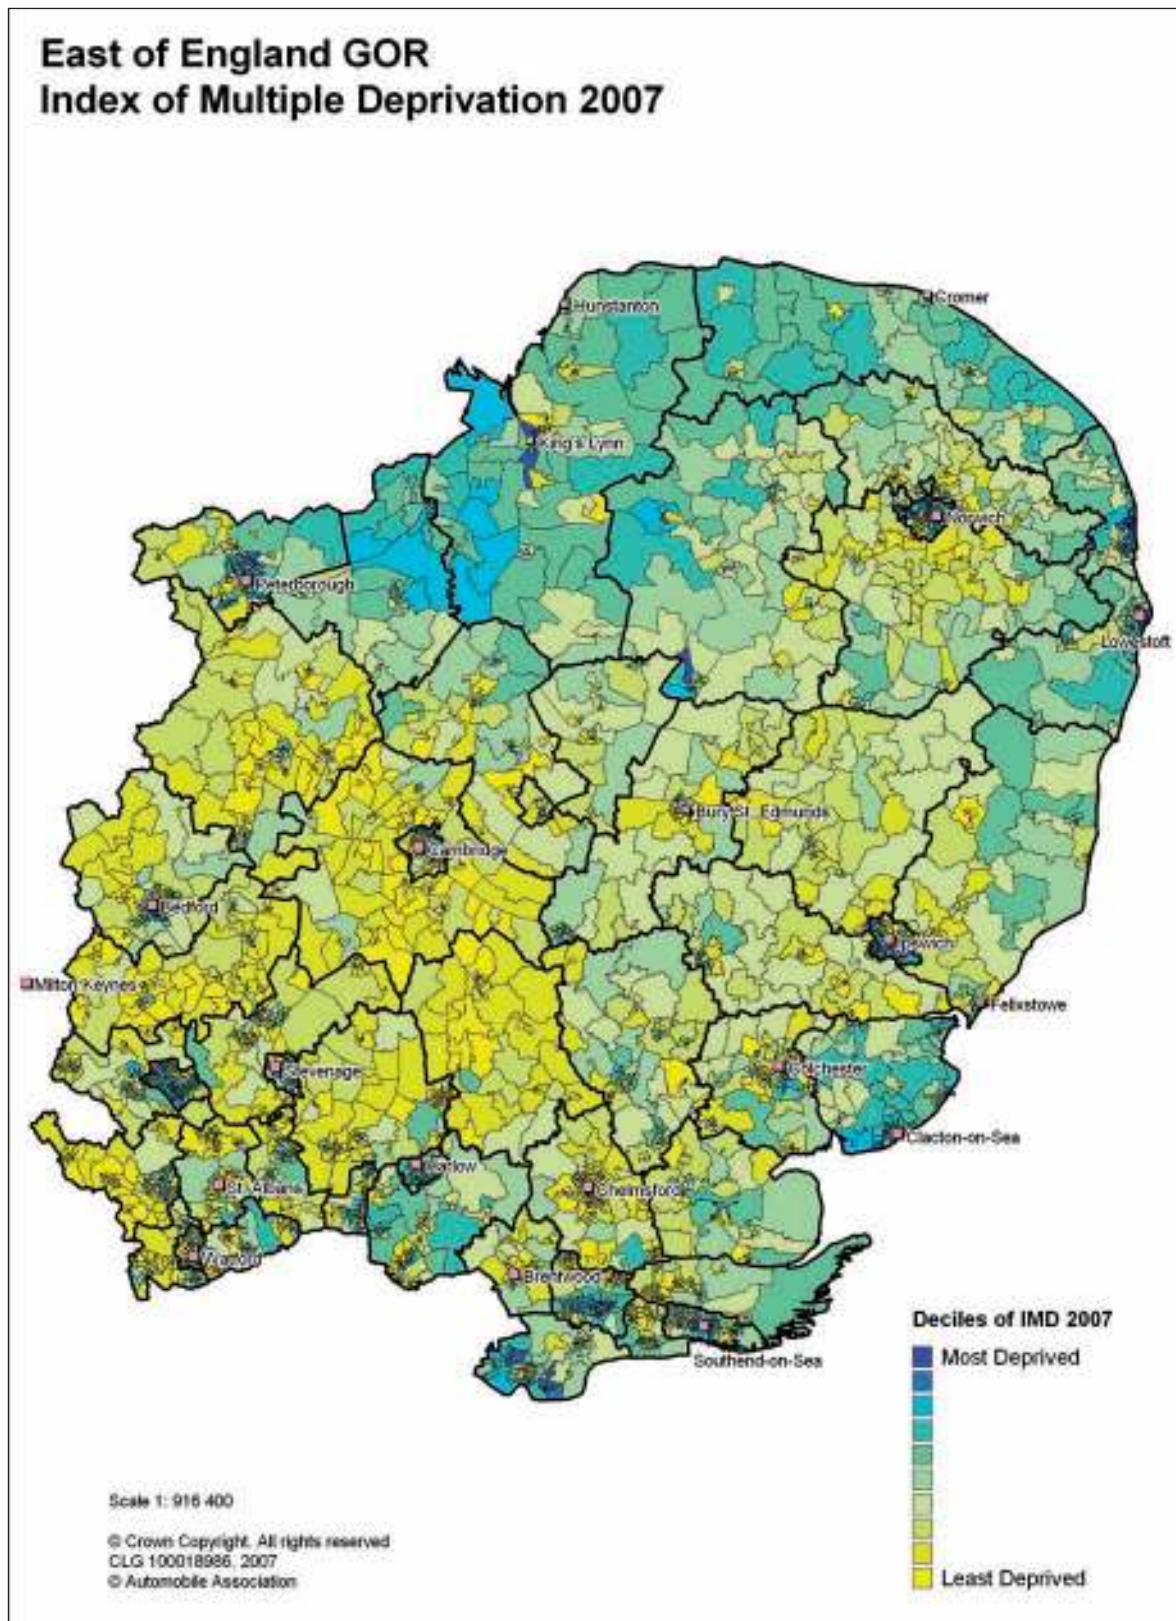 East of England GOR
Index of Multiple Deprivation 2007
Hunstanton
Cromer
King's Lynn
Norwich
Peterborough
Lowestoft
Bury St. Edmunds
Cambridge
Bedford
Ipswich
Milton Keynes
Felixstowe
Stevenage
Colchester
Clacton-on-Sea
Harlow
St. Albans
Chelmsford
Watford
Brentwood
Southend-on-Sea
Deciles of IMD 2007
Most Deprived
Least Deprived
Scale 1: 916 400
© Crown Copyright. All rights reserved
CLG 100018986, 2007
© Automobile Association